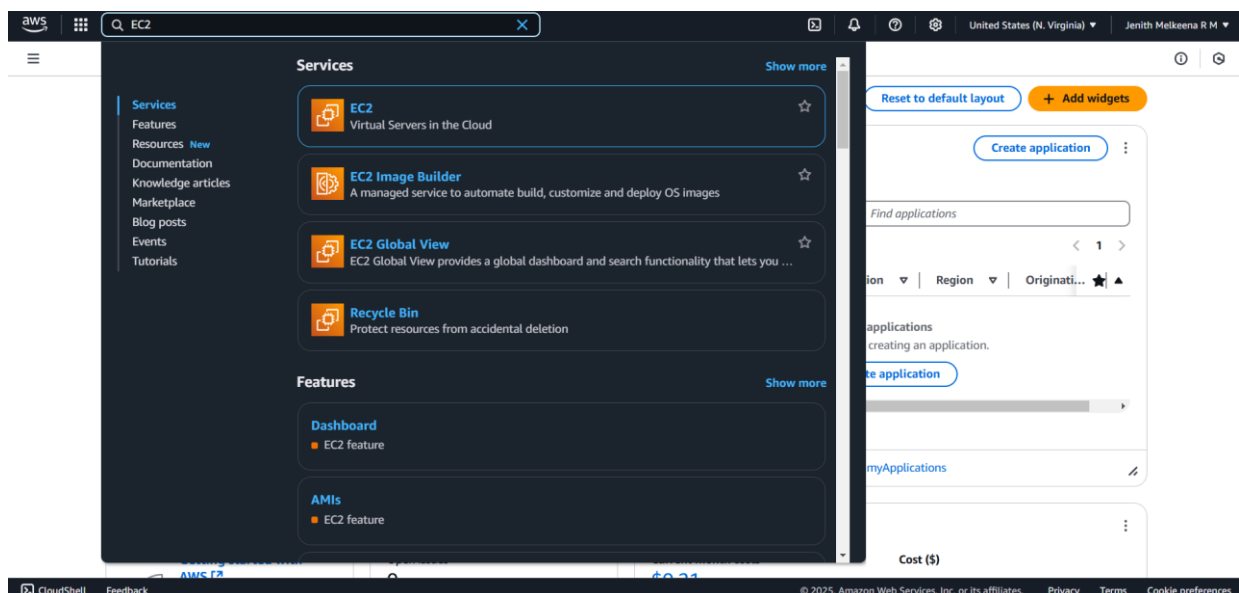 aws
EC2
United States (N. Virginia)
Jenith Melkeena R M
Services
Features
Resources New
Documentation
Knowledge articles
Marketplace
Blog posts
Events
Tutorials
Services
Show more
EC2
Virtual Servers in the Cloud
EC2 Image Builder
A managed service to automate build, customize and deploy OS images
EC2 Global View
EC2 Global View provides a global dashboard and search functionality that lets you ...
Recycle Bin
Protect resources from accidental deletion
Features
Show more
Dashboard
EC2 feature
AMIs
EC2 feature
Reset to default layout
+ Add widgets
Create application
Find applications
1
ion
Region
Originati...
applications
creating an application.
te application
myApplications
Cost ($)
AWS
CloudShell
Feedback
© 2025, Amazon Web Services, Inc. or its affiliates.
Privacy
Terms
Cookie preferences